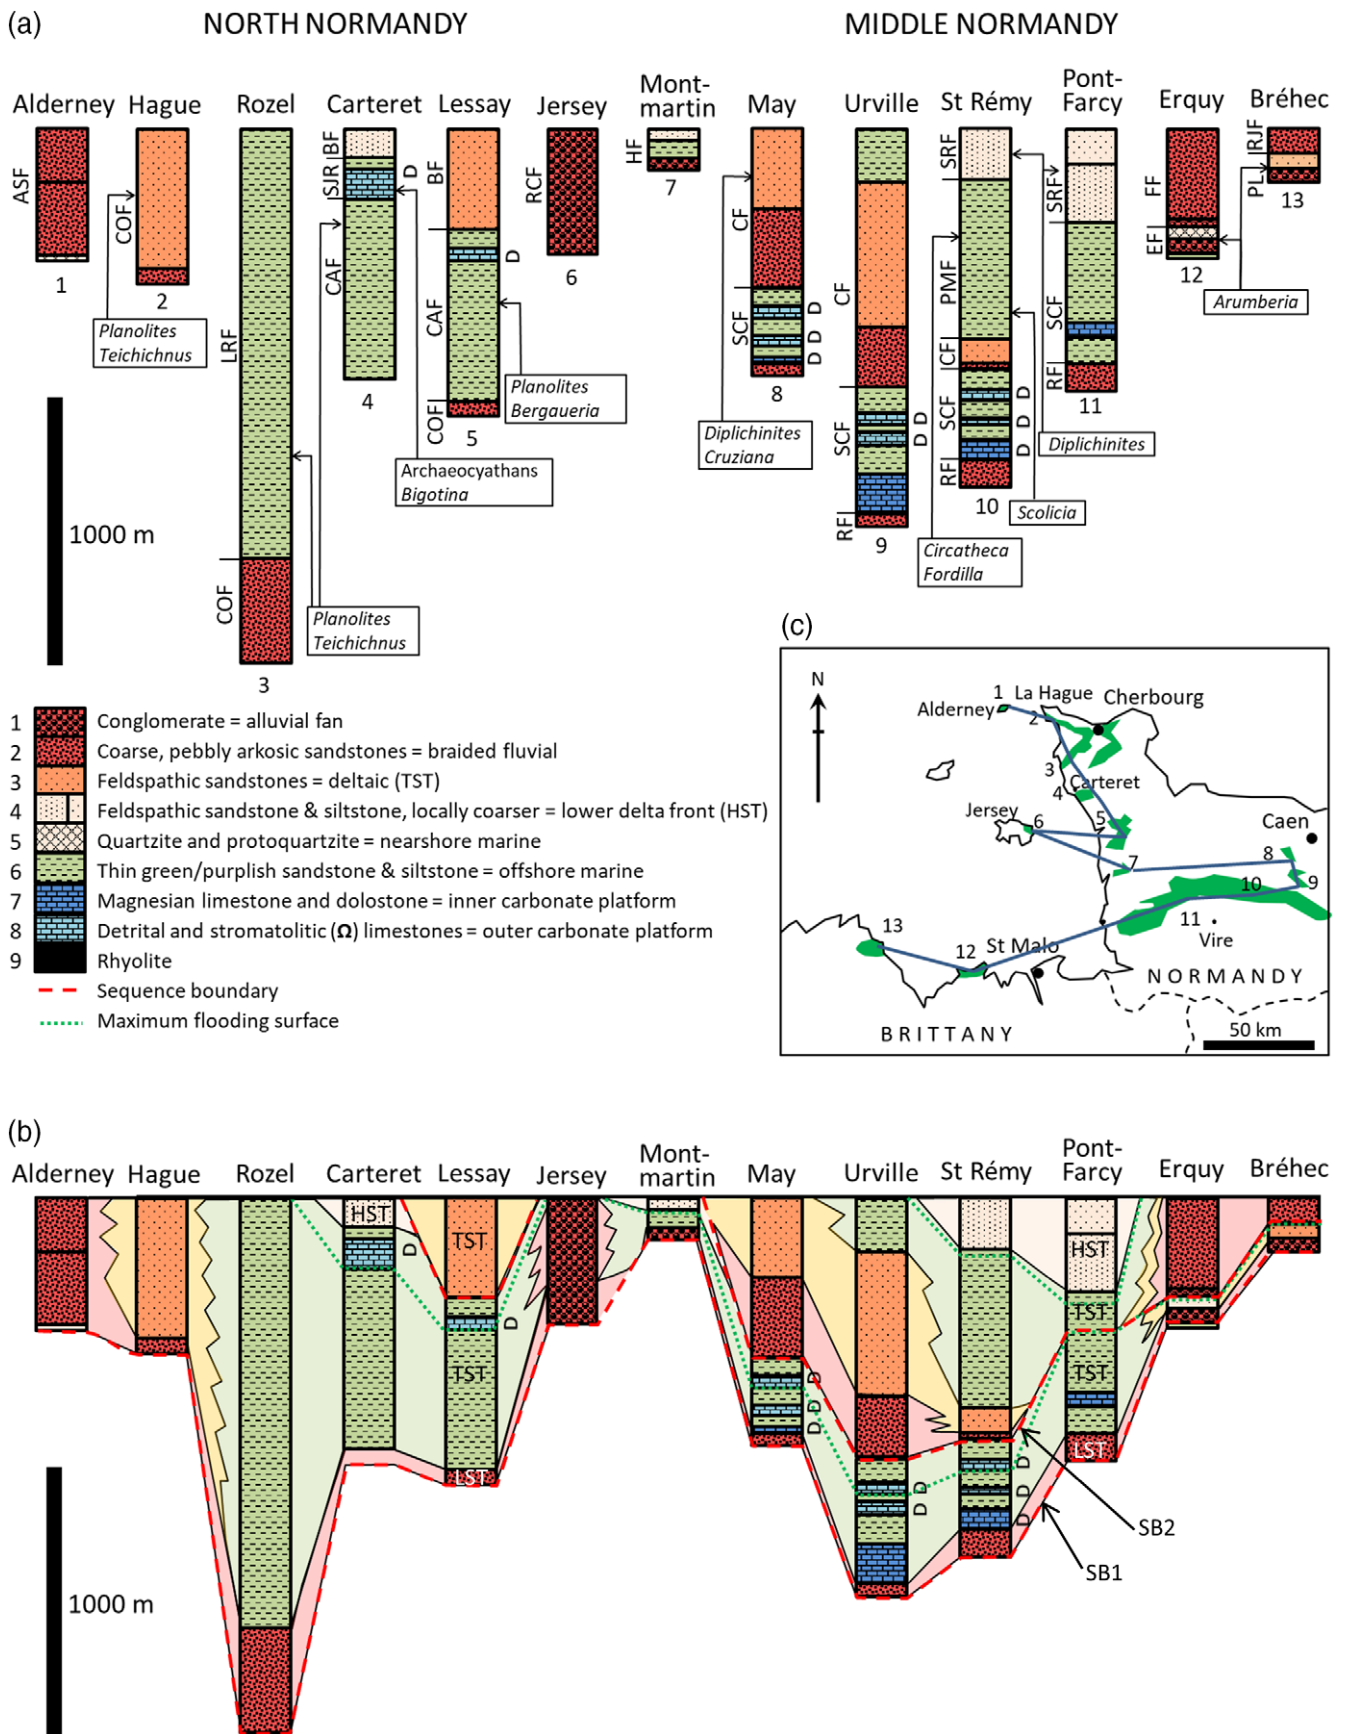 (a)
NORTH NORMANDY
MIDDLE NORMANDY
Alderney
Hague
Rozel
Carteret
Lessay
Jersey
Mont-
martin
May
Urville
St Rémy
Pont-
Farcy
Erquy
Bréhec
ASF
1
COF
2
LRF
COF
3
BF
SJR
CAF
D
4
BF
CAF
COF
D
5
RCF
6
HF
7
CF
SCF
D
D
D
8
CF
SCF
RF
D
D
9
SRF
PMF
CF
SCF
RF
D
D
D
10
SRF
SCF
RF
11
FF
EF
12
RJF
PL
13
Planolites
Teichichnus
Planolites
Teichichnus
Archaeocyathans
Bigotina
Planolites
Bergaueria
Diplichinites
Cruziana
Circatheca
Fordilla
Scolicia
Diplichinites
Arumberia
1000 m
1 Conglomerate = alluvial fan
2 Coarse, pebbly arkosic sandstones = braided fluvial
3 Feldspathic sandstones = deltaic (TST)
4 Feldspathic sandstone & siltstone, locally coarser = lower delta front (HST)
5 Quartzite and protoquartzite = nearshore marine
6 Thin green/purplish sandstone & siltstone = offshore marine
7 Magnesian limestone and dolostone = inner carbonate platform
8 Detrital and stromatolitic (Ω) limestones = outer carbonate platform
9 Rhyolite
Sequence boundary
Maximum flooding surface
(c)
N
1
La Hague
Cherbourg
Alderney
2
3
Carteret
4
Jersey
6
5
Caen
7
8
10
9
11
Vire
13
12
St Malo
NORMANDY
BRITTANY
50 km
(b)
Alderney
Hague
Rozel
Carteret
Lessay
Jersey
Mont-
martin
May
Urville
St Rémy
Pont-
Farcy
Erquy
Bréhec
HST
D
TST
D
TST
LST
D
D
D
D
D
D
D
D
HST
TST
TST
LST
SB2
SB1
1000 m